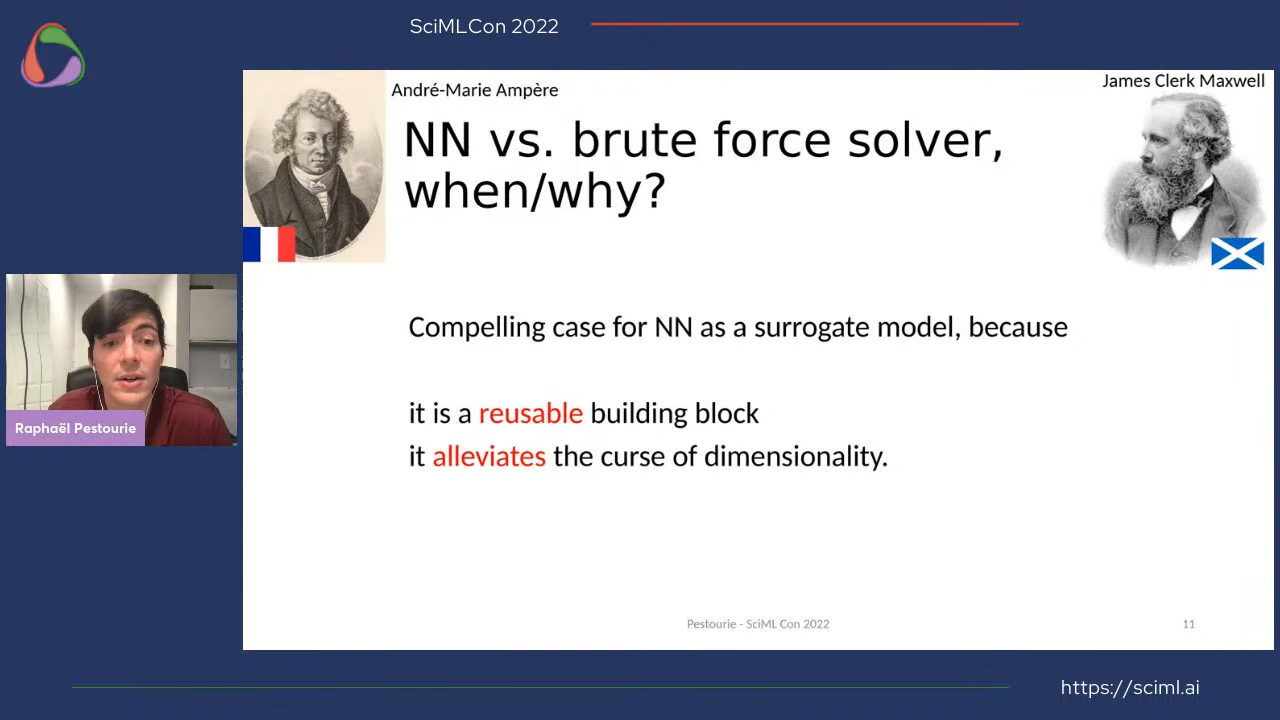 SciMLCon 2022
André-Marie Ampère
James Clerk Maxwell
NN vs. brute force solver,
when/why?
Compelling case for NN as a surrogate model, because
it is a reusable building block
it alleviates the curse of dimensionality.
Raphaël Pestourie
Pestourie - SciML Con 2022
11
https://sciml.ai